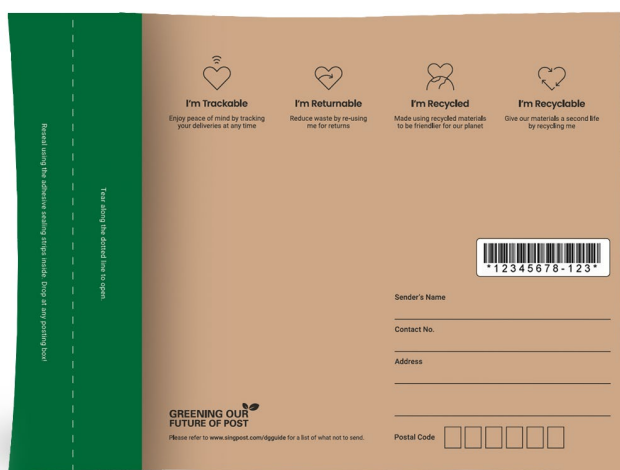 Reseal using the adhesive sealing strips inside. Drop at any posting box!
Tear along the dotted line to open.
I'm Trackable
Enjoy peace of mind by tracking
your deliveries at any time
I'm Returnable
Reduce waste by re-using
me for returns
I'm Recycled
Made using recycled materials
to be friendlier for our planet
I'm Recyclable
Give our materials a second life
by recycling me
*12345678-123*
Sender's Name
Contact No.
Address
Postal Code
GREENING OUR
FUTURE OF POST
Please refer to www.singpost.com/dgguide for a list of what not to send.